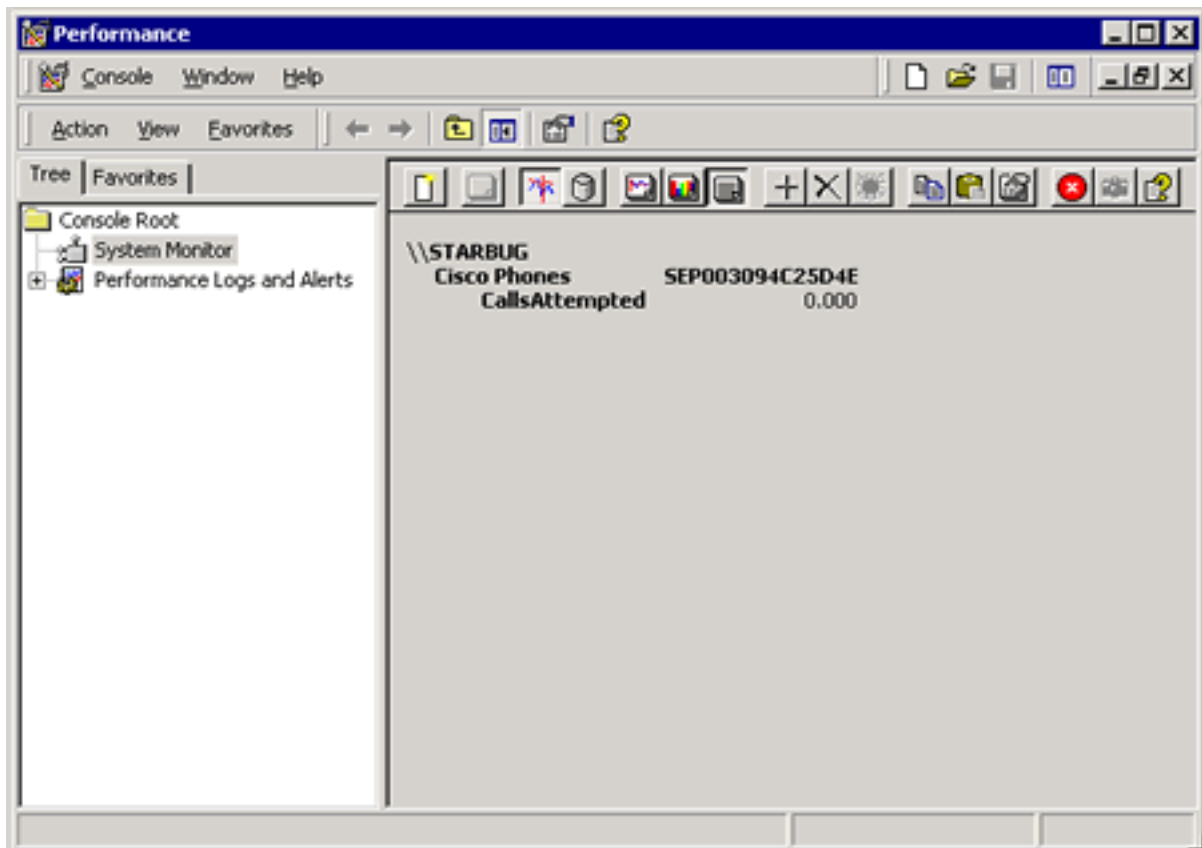 Performance
Console Window Help
Action View Favorites
Tree Favorites
Console Root
System Monitor
Performance Logs and Alerts
\\STARBUG
Cisco Phones SEP003094C25D4E
CallsAttempted 0.000